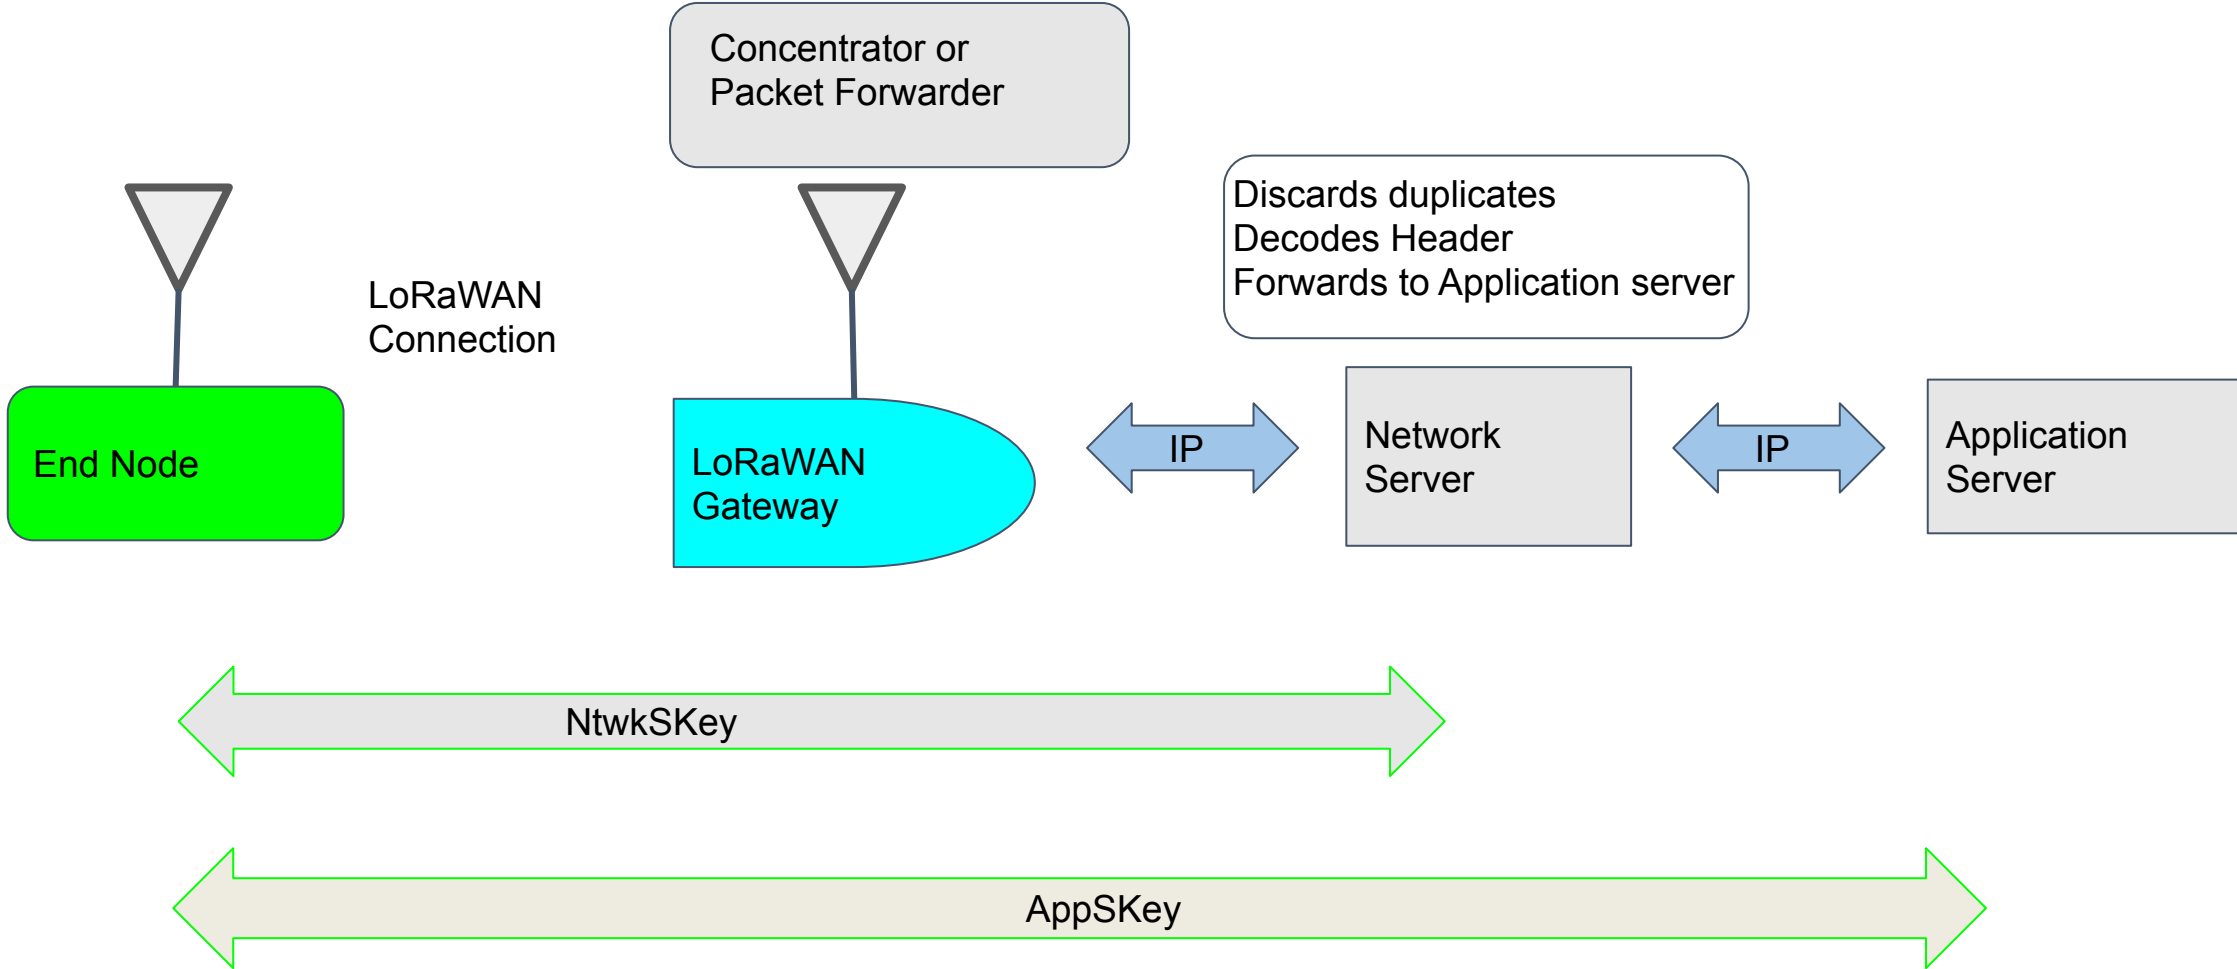 Concentrator or
Packet Forwarder
Discards duplicates
Decodes Header
Forwards to Application server
LoRaWAN
Connection
End Node
LoRaWAN
Gateway
IP
Network
Server
IP
Application
Server
NtwkSKey
AppSKey